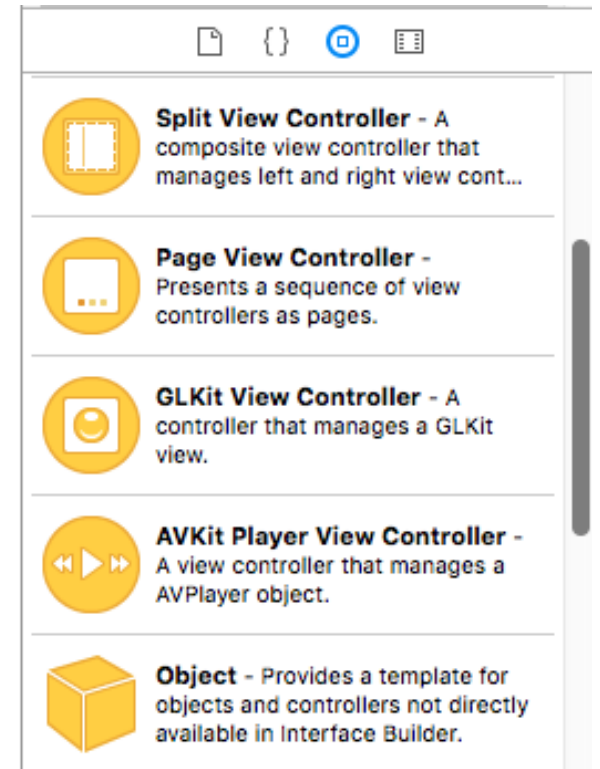 {}
Split View Controller - A
composite view controller that
manages left and right view cont...
Page View Controller -
Presents a sequence of view
controllers as pages.
GLKit View Controller - A
controller that manages a GLKit
view.
AVKit Player View Controller -
A view controller that manages a
AVPlayer object.
Object - Provides a template for
objects and controllers not directly
available in Interface Builder.